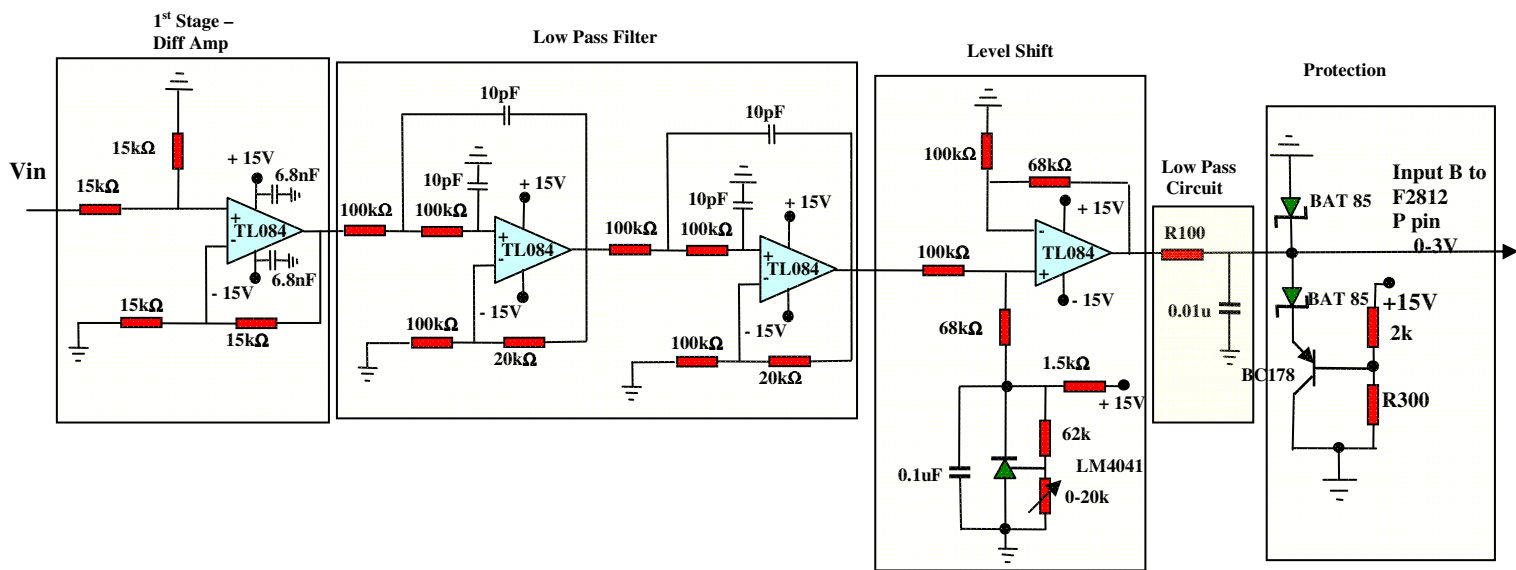 1st Stage –
Diff Amp
Low Pass Filter
Level Shift
Protection
Vin
15kΩ
15kΩ
+ 15V
6.8nF
+
-
TL084
6.8nF
- 15V
15kΩ
15kΩ
10pF
10pF
+ 15V
100kΩ
100kΩ
+
-
TL084
- 15V
100kΩ
20kΩ
10pF
10pF
+ 15V
100kΩ
100kΩ
+
-
TL084
- 15V
100kΩ
20kΩ
100kΩ
68kΩ
+ 15V
-
TL084
+
100kΩ
- 15V
68kΩ
1.5kΩ
+ 15V
62k
LM4041
0.1uF
0-20k
Low Pass
Circuit
R100
0.01u
BAT 85
Input B to
F2812
P pin
0-3V
BAT 85
+15V
2k
BC178
R300